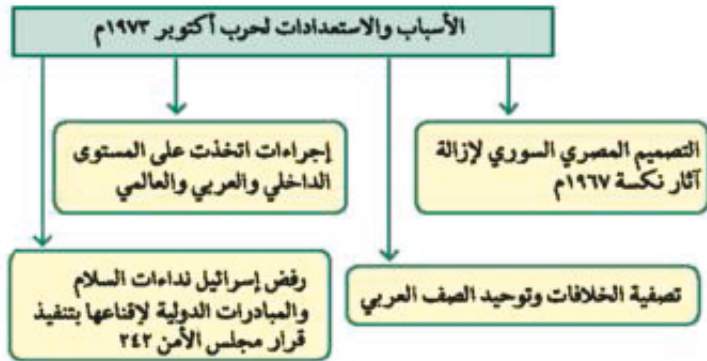 الأسباب والاستعدادات لحرب أكتوبر ١٩٧٣م
التصميم المصري السوري لإزالة
آثار نكسة ١٩٦٧م
إجراءات اتخذت على المستوى
الداخلي والعربي والعالمي
تصفية الخلافات وتوحيد الصف العربي
رفض إسرائيل نداءات السلام
والمبادرات الدولية لإقناعها بتنفيذ
قرار مجلس الأمن ٢٤٢